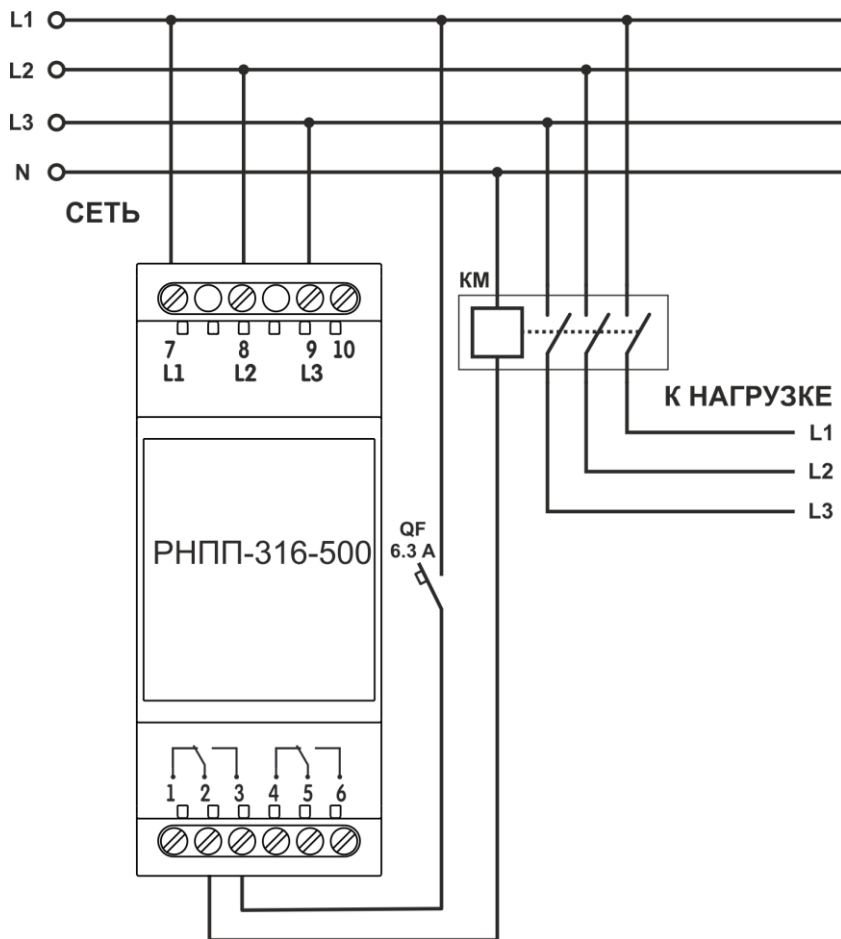 L1
L2
L3
N
СЕТЬ
КМ
7 8 9 10
L1 L2 L3
К НАГРУЗКЕ
L1
L2
L3
QF
6.3 А
РНПП-316-500
1 2 3 4 5 6